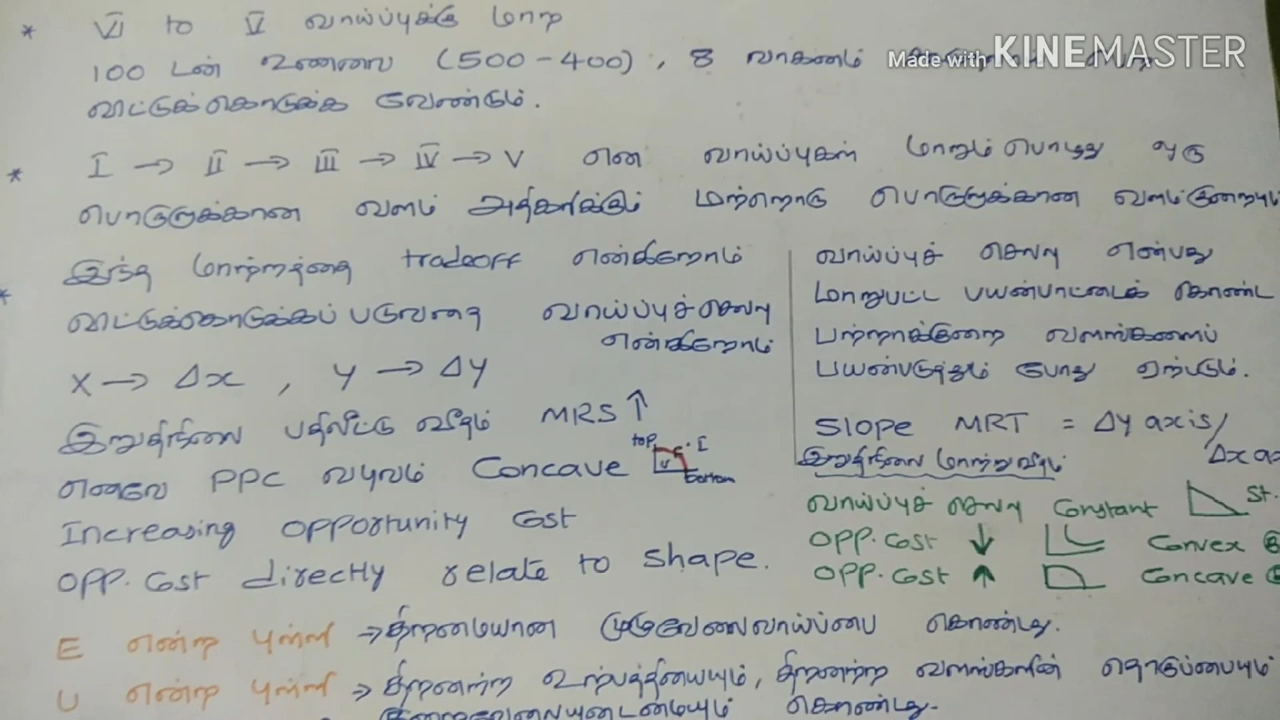 * VI to V வாய்ப்புக்கு மாற
Made with KINEMASTER
100 டன் உணவை (500-400), 8 வாகனம்
விட்டுக்கொடுக்க வேண்டும்.
* I → II → III → IV → V என வாய்ப்புகள் மாறும் பொழுது ஒரு
பொருளுக்கான வளம் அதிகரிக்கும் மற்றொரு பொருளுக்கான வளம் குறையும்
* இந்த மாற்றத்தை tradeoff என்கிறோம்
விட்டுக்கொடுக்கப் படுவதை வாய்ப்புச் செலவு
என்கிறோம்
X → Δx , Y → Δy
இறுதிநிலை பதிலீட்டு வீதம் MRS ↑
எனவே PPC வடிவம் Concave
top I
V
bottom
Increasing opportunity Cost
OPP. Cost directly relate to shape.
வாய்ப்புச் செலவு என்பது
மாறுபட்ட பயன்பாட்டைக் கொண்ட
பற்றாக்குறை வளங்களைப்
பயன்படுத்தும் போது ஏற்படும்.
Slope MRT = Δy axis/
Δx
இறுதிநிலை மாற்றுவீதம்
வாய்ப்புச் செலவு Constant St.
OPP. Cost ↓ Convex
OPP. Cost ↑ Concave
E என்ற புள்ளி → திறமையான முழுவேலைவாய்ப்பை கொண்டது.
U என்ற புள்ளி → திறனற்ற உற்பத்தியையும், திறனற்ற வளங்களின் தொகுப்பையும்
குறைவேலையுடைமையும் கொண்டது.